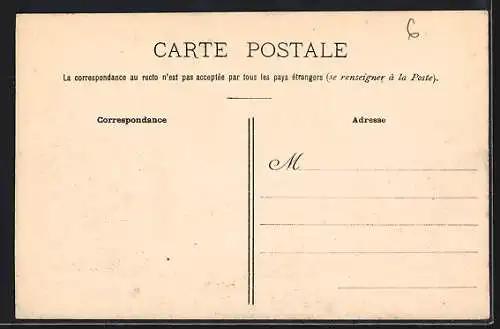 6
CARTE POSTALE
La correspondance au recto n'est pas acceptée par tous les pays étrangers (se renseigner à la Poste).
Correspondance
Adresse
M